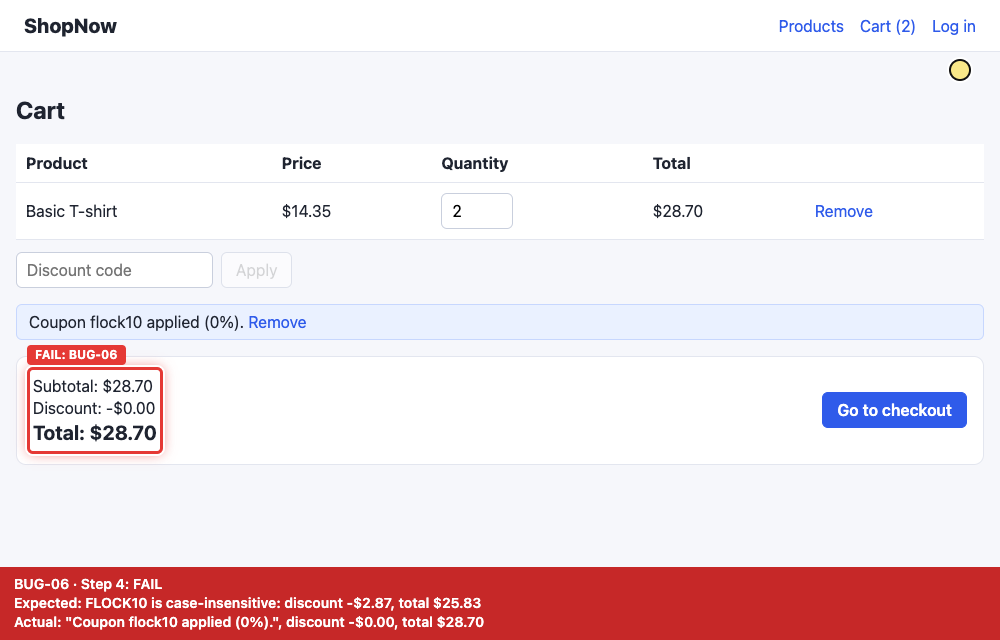 ShopNow
Products Cart (2) Log in
Cart
Product Price Quantity Total
Basic T-shirt $14.35 2 $28.70 Remove
Discount code Apply
Coupon flock10 applied (0%). Remove
FAIL: BUG-06
Subtotal: $28.70
Discount: -$0.00
Total: $28.70
Go to checkout
BUG-06 · Step 4: FAIL
Expected: FLOCK10 is case-insensitive: discount -$2.87, total $25.83
Actual: "Coupon flock10 applied (0%).", discount -$0.00, total $28.70